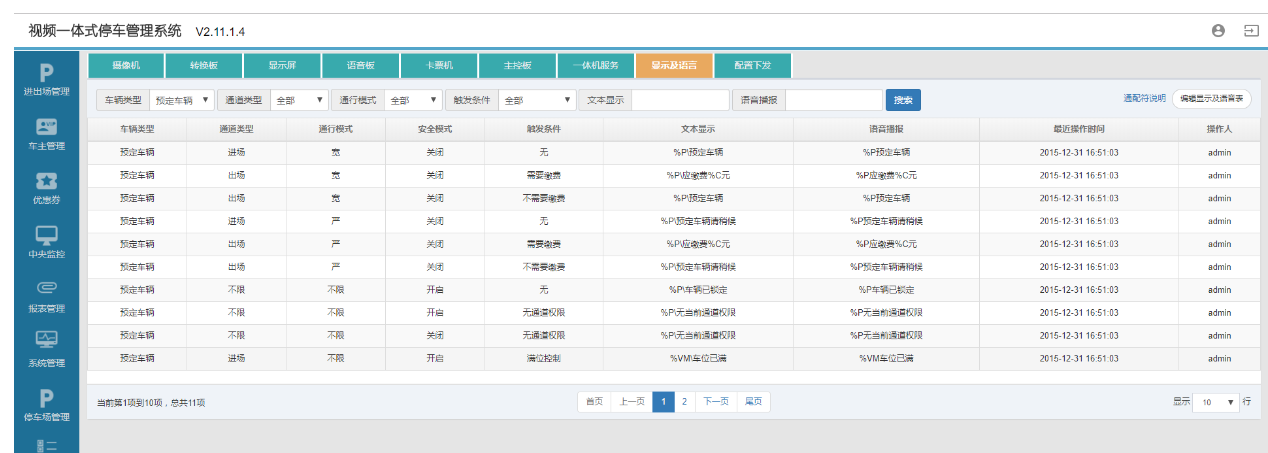 视频一体式停车管理系统 V2.11.1.4
摄像机 转换板 显示屏 语音板 卡票机 主控板 一体机服务 显示及语言 配置下发
车辆类型 预定车辆 通道类型 全部 通行模式 全部 触发条件 全部 文本显示 语音播报 搜索 通配符说明 编辑显示及语音表
车辆类型 通道类型 通行模式 安全模式 触发条件 文本显示 语音播报 最近操作时间 操作人
预定车辆 进场 宽 关闭 无 %P\预定车辆 %P预定车辆 2015-12-31 16:51:03 admin
预定车辆 出场 宽 关闭 需要缴费 %P\应缴费%C元 %P应缴费%C元 2015-12-31 16:51:03 admin
预定车辆 出场 宽 关闭 不需要缴费 %P\预定车辆 %P预定车辆 2015-12-31 16:51:03 admin
预定车辆 进场 严 关闭 无 %P\预定车辆请稍候 %P预定车辆请稍候 2015-12-31 16:51:03 admin
预定车辆 出场 严 关闭 需要缴费 %P\应缴费%C元 %P应缴费%C元 2015-12-31 16:51:03 admin
预定车辆 出场 严 关闭 不需要缴费 %P\预定车辆请稍候 %P预定车辆请稍候 2015-12-31 16:51:03 admin
预定车辆 不限 不限 开启 无 %P\车辆已锁定 %P车辆已锁定 2015-12-31 16:51:03 admin
预定车辆 不限 不限 开启 无通道权限 %P\无当前通道权限 %P无当前通道权限 2015-12-31 16:51:03 admin
预定车辆 不限 不限 关闭 无通道权限 %P\无当前通道权限 %P无当前通道权限 2015-12-31 16:51:03 admin
预定车辆 进场 不限 开启 满位控制 %VM\车位已满 %VM车位已满 2015-12-31 16:51:03 admin
当前第1项到10项，总共11项 首页 上一页 1 2 下一页 尾页 显示 10 行
P
进出场管理
车主管理
优惠券
中央监控
报表管理
系统管理
P
停车场管理